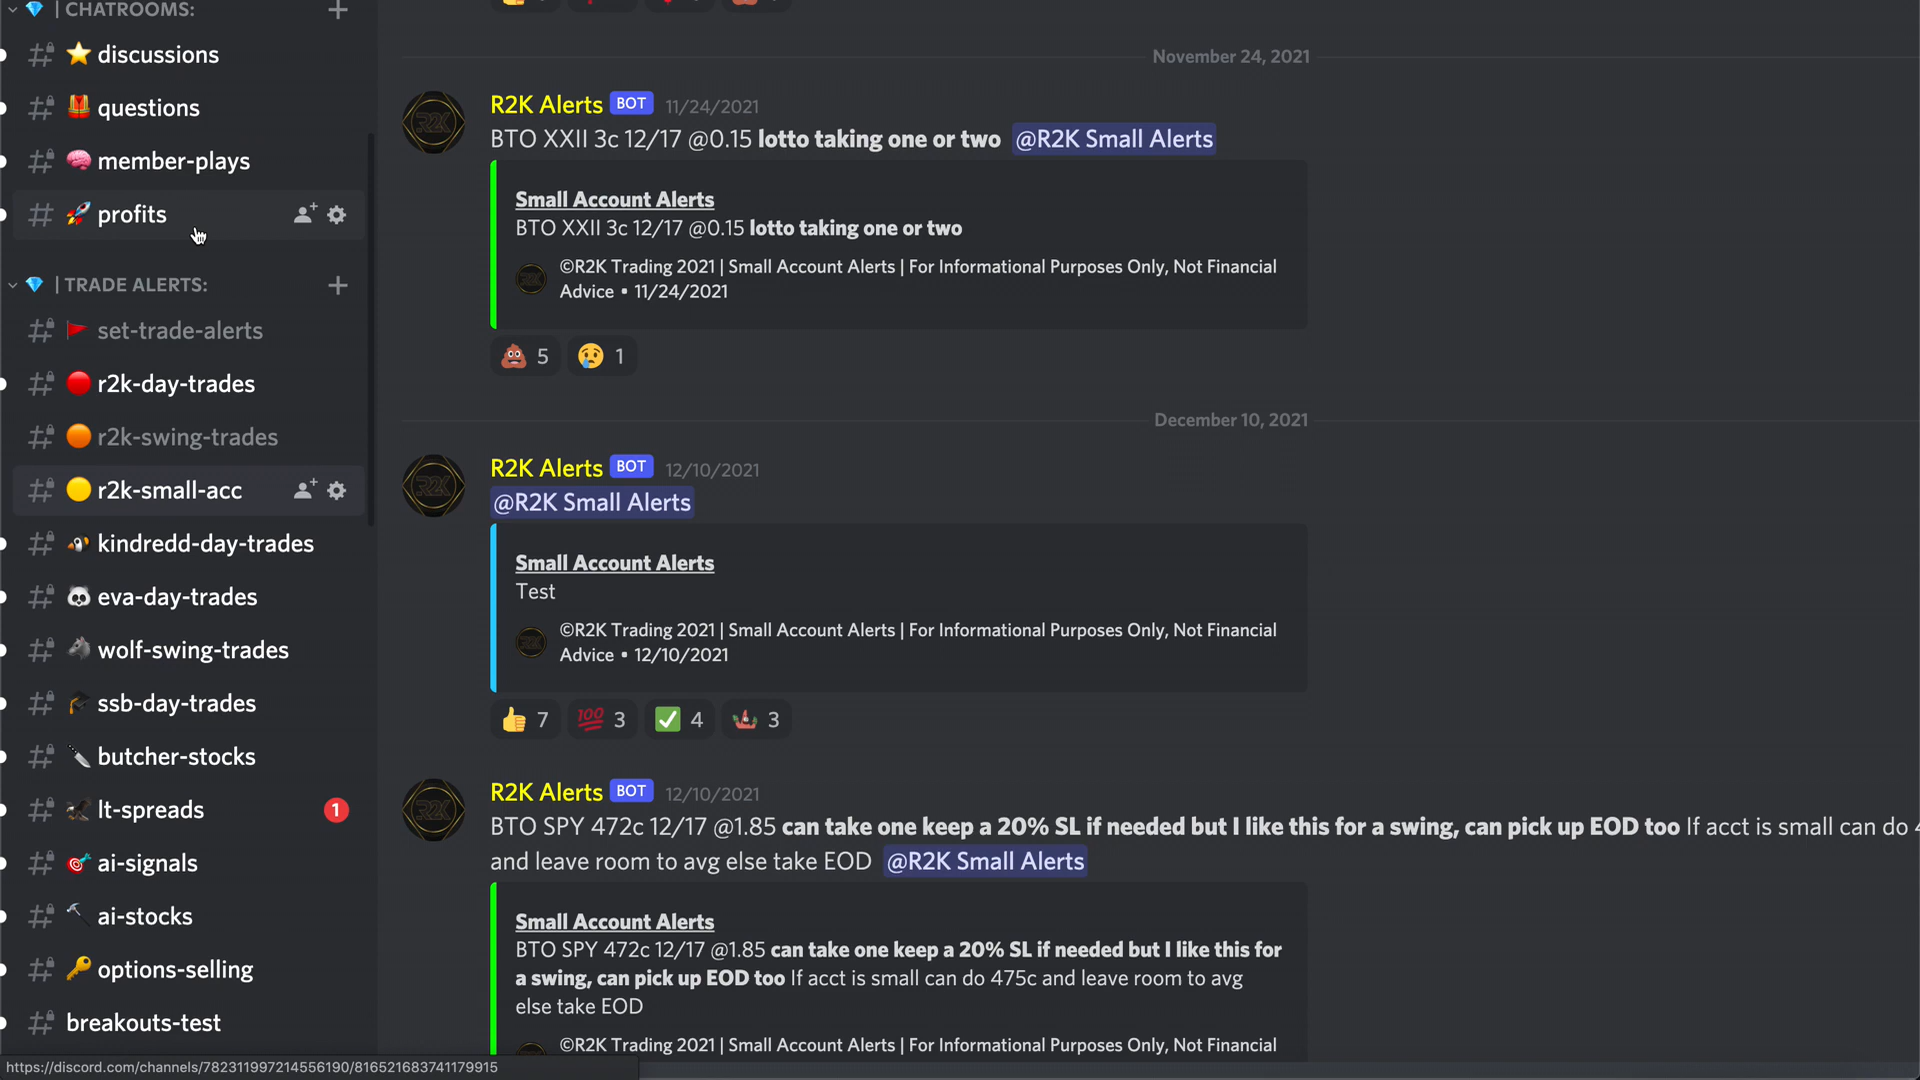 | CHATROOMS:
discussions
questions
member-plays
profits
| TRADE ALERTS:
set-trade-alerts
r2k-day-trades
r2k-swing-trades
r2k-small-acc
kindredd-day-trades
eva-day-trades
wolf-swing-trades
ssb-day-trades
butcher-stocks
lt-spreads 1
ai-signals
ai-stocks
options-selling
breakouts-test
https://discord.com/channels/782311997214556190/816521683741179915
November 24, 2021
R2K Alerts BOT 11/24/2021
BTO XXII 3c 12/17 @0.15 lotto taking one or two @R2K Small Alerts
Small Account Alerts
BTO XXII 3c 12/17 @0.15 lotto taking one or two
©R2K Trading 2021 | Small Account Alerts | For Informational Purposes Only, Not Financial
Advice • 11/24/2021
5 1
December 10, 2021
R2K Alerts BOT 12/10/2021
@R2K Small Alerts
Small Account Alerts
Test
©R2K Trading 2021 | Small Account Alerts | For Informational Purposes Only, Not Financial
Advice • 12/10/2021
7 3 4 3
R2K Alerts BOT 12/10/2021
BTO SPY 472c 12/17 @1.85 can take one keep a 20% SL if needed but I like this for a swing, can pick up EOD too If acct is small can do
and leave room to avg else take EOD @R2K Small Alerts
Small Account Alerts
BTO SPY 472c 12/17 @1.85 can take one keep a 20% SL if needed but I like this for
a swing, can pick up EOD too If acct is small can do 475c and leave room to avg
else take EOD
©R2K Trading 2021 | Small Account Alerts | For Informational Purposes Only, Not Financial